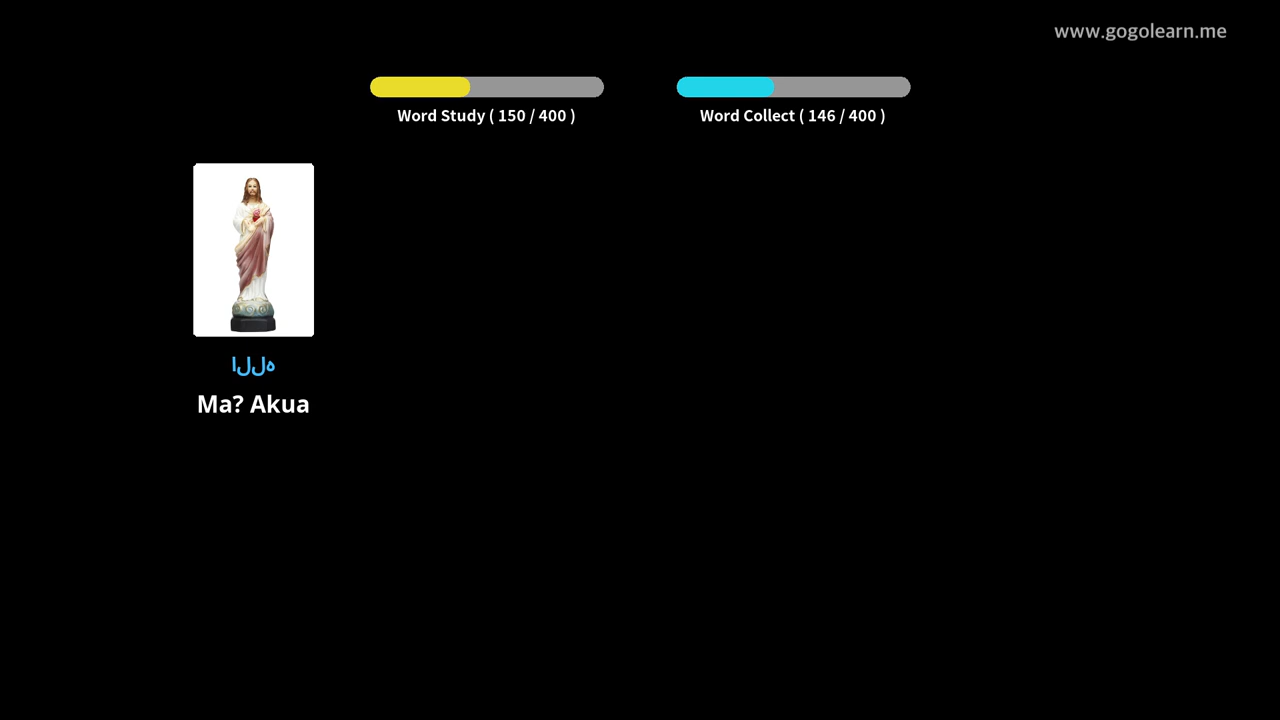 www.gogolearn.me
Word Study ( 150 / 400 )
Word Collect ( 146 / 400 )
الله
Ma? Akua